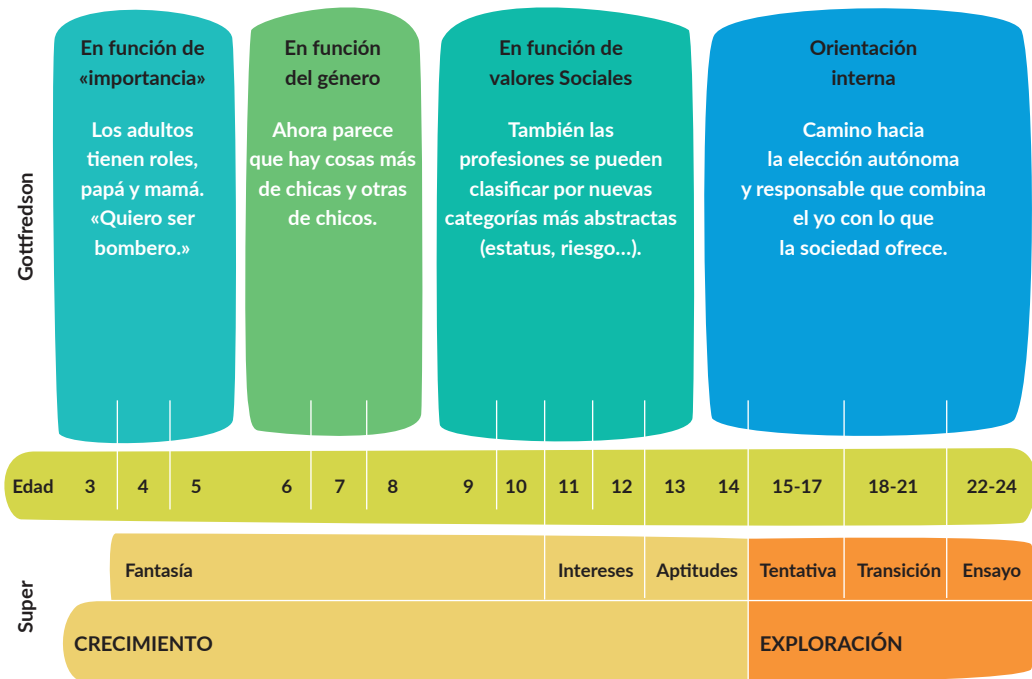 Gottfredson
En función de
«importancia»
Los adultos
tienen roles,
papá y mamá.
«Quiero ser
bombero.»
En función
del género
Ahora parece
que hay cosas más
de chicas y otras
de chicos.
En función de
valores Sociales
También las
profesiones se pueden
clasificar por nuevas
categorías más abstractas
(estatus, riesgo...).
Orientación
interna
Camino hacia
la elección autónoma
y responsable que combina
el yo con lo que
la sociedad ofrece.
Edad 3 4 5 6 7 8 9 10 11 12 13 14 15-17 18-21 22-24
Super
Fantasía Intereses Aptitudes Tentativa Transición Ensayo
CRECIMIENTO EXPLORACIÓN